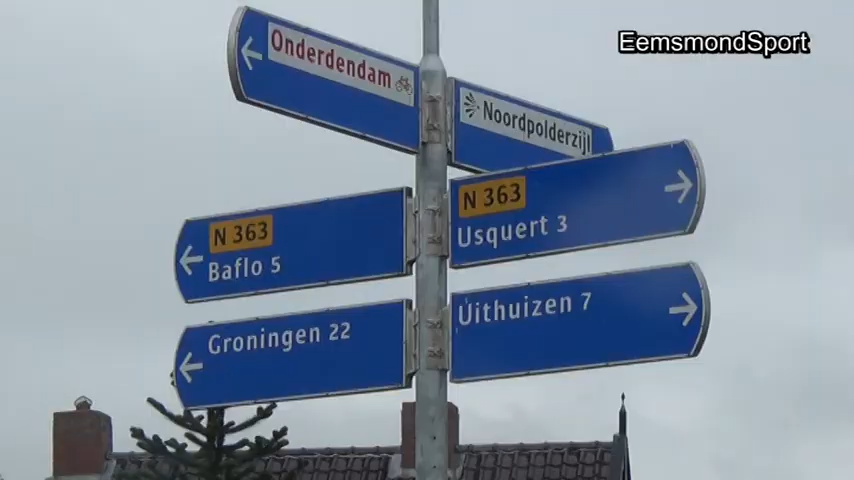 EemsmondSport
Onderdendam
Noordpolderzijl
N 363
Usquert 3
N 363
Baflo 5
Uithuizen 7
Groningen 22